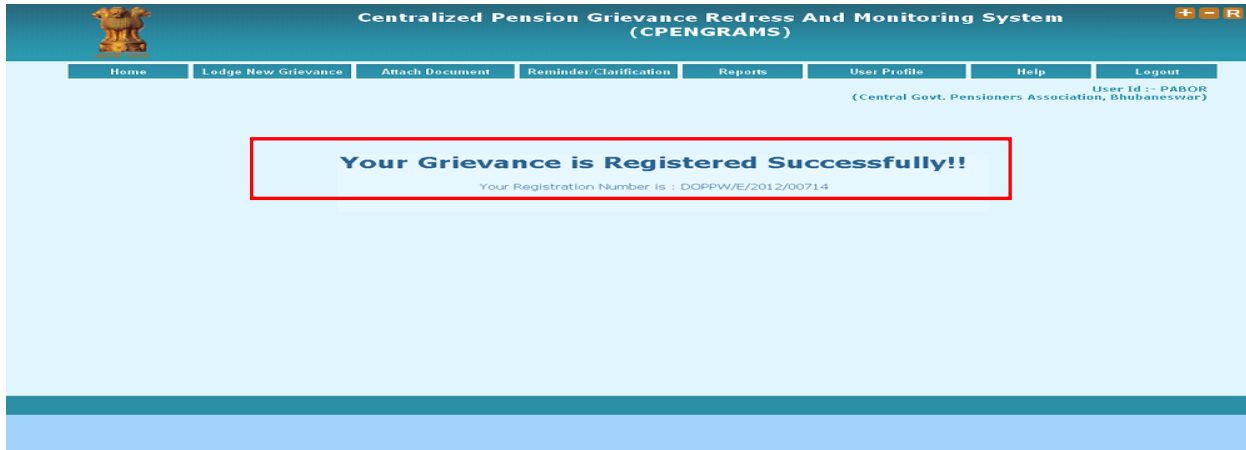 Centralized Pension Grievance Redress And Monitoring System
(CPENGRAMS)
+ - R
Home Lodge New Grievance Attach Document Reminder/Clarification Reports User Profile Help Logout
User Id :- PABOR
(Central Govt. Pensioners Association, Bhubaneswar)
Your Grievance is Registered Successfully!!
Your Registration Number is : DOPPW/E/2012/00714